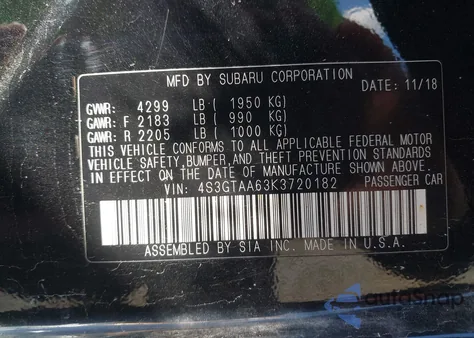 MFD BY SUBARU CORPORATION
DATE: 11/18
GVWR: 4299 LB ( 1950 KG)
GAWR: F 2183 LB ( 990 KG)
GAWR: R 2205 LB ( 1000 KG)
THIS VEHICLE CONFORMS TO ALL APPLICABLE FEDERAL MOTOR
VEHICLE SAFETY, BUMPER, AND THEFT PREVENTION STANDARDS
IN EFFECT ON THE DATE OF MANUFACTURE SHOWN ABOVE.
VIN: 4S3GTAA63K3720182 PASSENGER CAR
ASSEMBLED BY SIA INC. MADE IN U.S.A.
autosnap